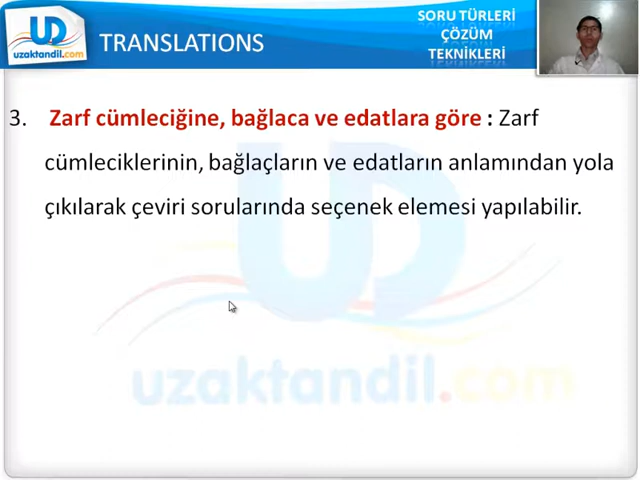 UD
uzaktandil.com
TRANSLATIONS
SORU TÜRLERİ
ÇÖZÜM
TEKNİKLERİ
3. Zarf cümleciğine, bağlaca ve edatlara göre : Zarf
cümleciklerinin, bağlaçların ve edatların anlamından yola
çıkılarak çeviri sorularında seçenek elemesi yapılabilir.
UD
uzaktandil.com